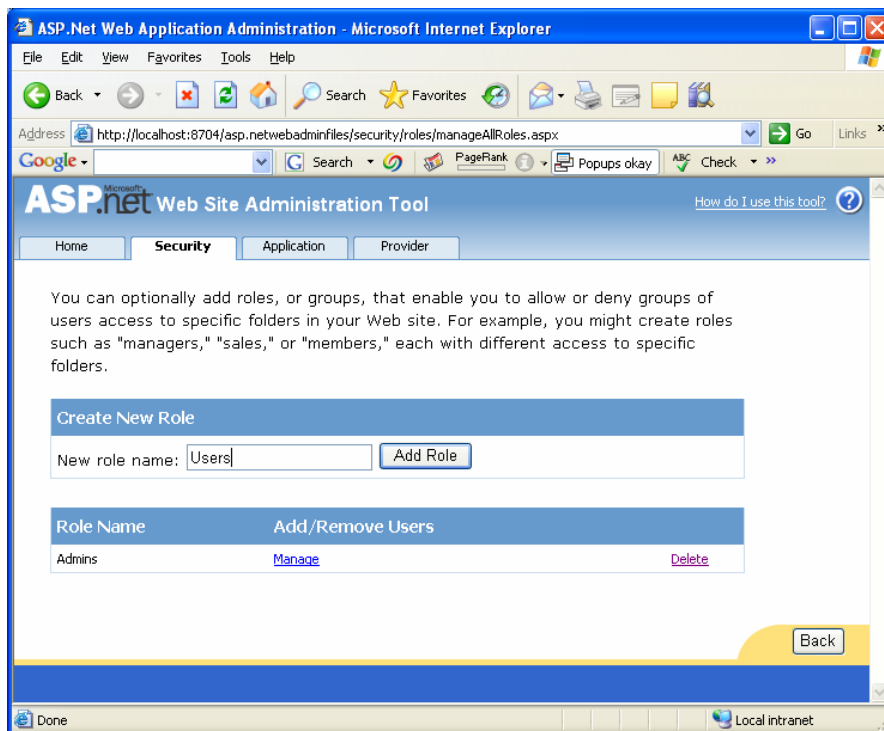 ASP.Net Web Application Administration - Microsoft Internet Explorer
File Edit View Favorites Tools Help
Back Search Favorites
Address http://localhost:8704/asp.netwebadminfiles/security/roles/manageAllRoles.aspx Go Links »
Google Search PageRank Popups okay ABC Check »
Microsoft
ASP.net Web Site Administration Tool How do I use this tool? ?
Home Security Application Provider
You can optionally add roles, or groups, that enable you to allow or deny groups of
users access to specific folders in your Web site. For example, you might create roles
such as "managers," "sales," or "members," each with different access to specific
folders.
Create New Role
New role name: Users Add Role
Role Name Add/Remove Users
Admins Manage Delete
Back
Done Local intranet